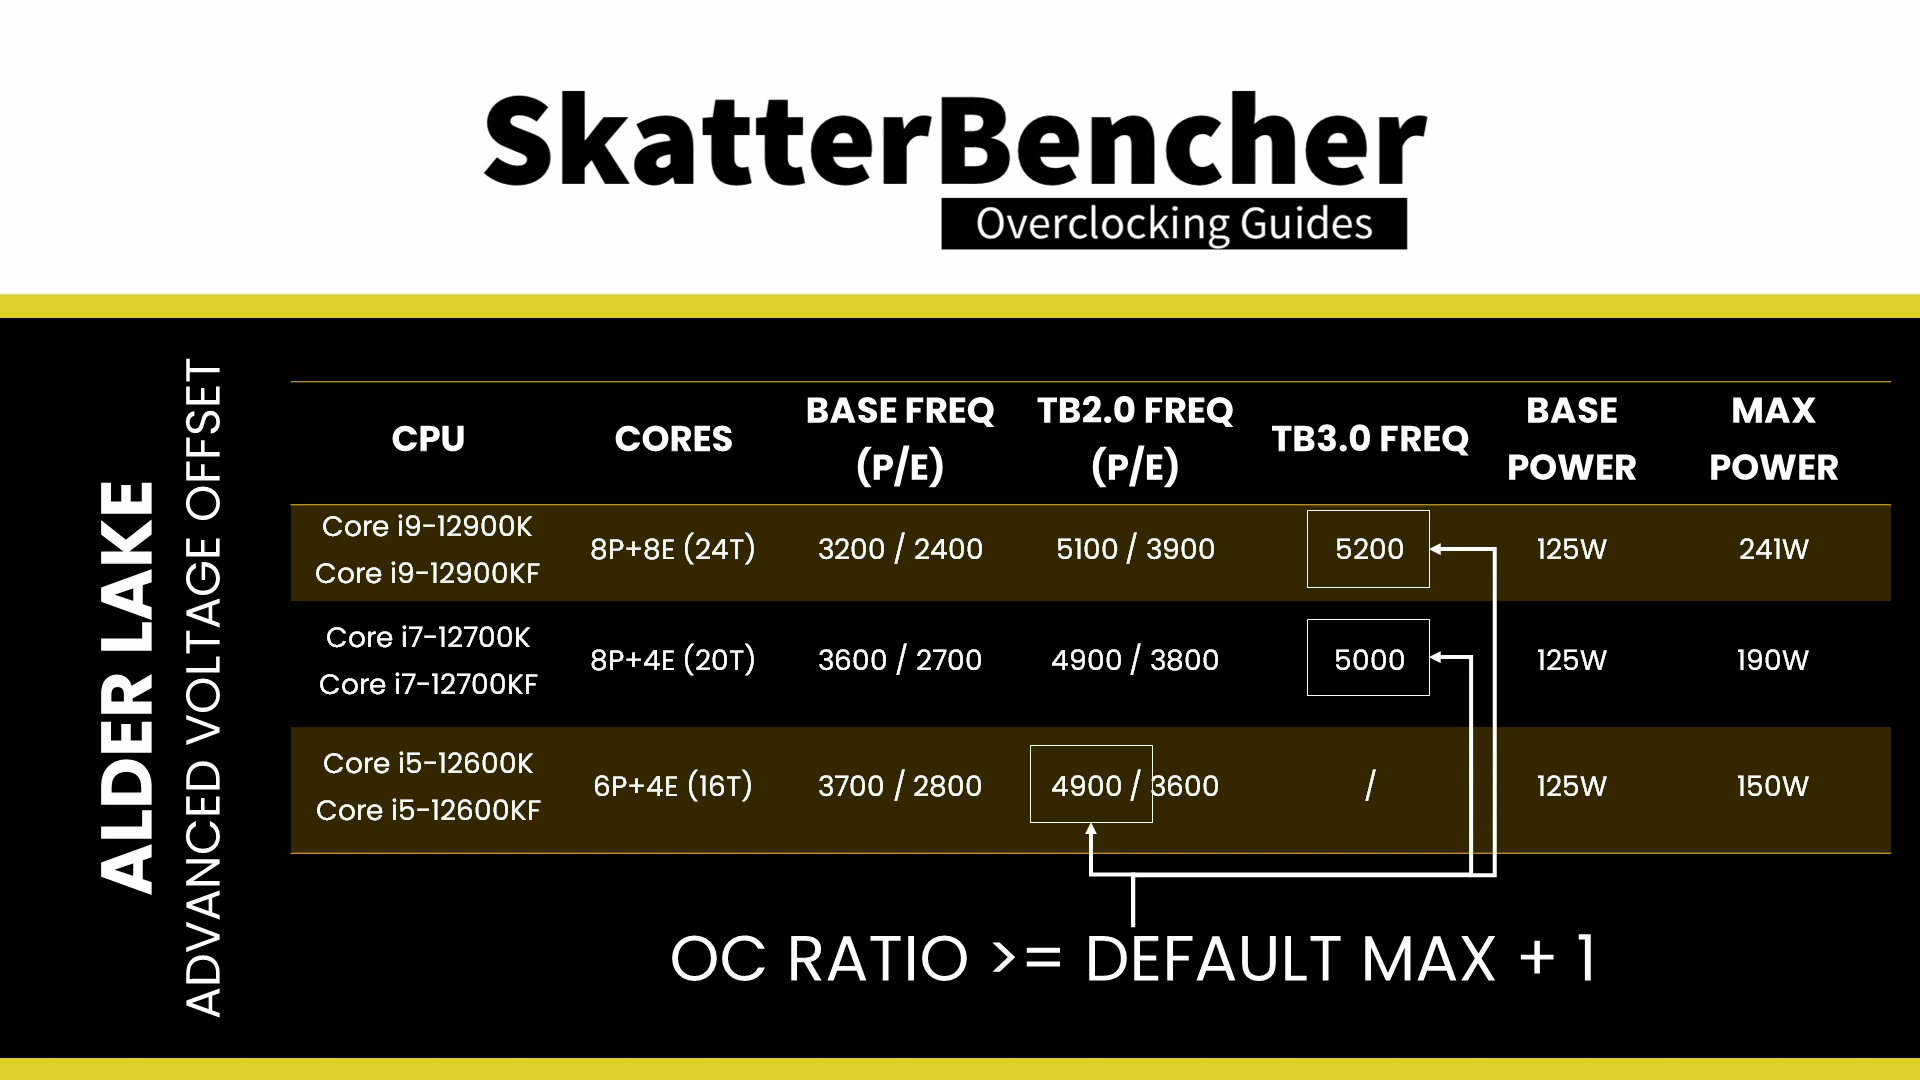 SkatterBencher
Overclocking Guides
ALDER LAKE
ADVANCED VOLTAGE OFFSET
CPU CORES BASE FREQ (P/E) TB2.0 FREQ (P/E) TB3.0 FREQ BASE POWER MAX POWER
Core i9-12900K
Core i9-12900KF
8P+8E (24T) 3200 / 2400 5100 / 3900 5200 125W 241W
Core i7-12700K
Core i7-12700KF
8P+4E (20T) 3600 / 2700 4900 / 3800 5000 125W 190W
Core i5-12600K
Core i5-12600KF
6P+4E (16T) 3700 / 2800 4900 / 3600 / 125W 150W
OC RATIO >= DEFAULT MAX + 1